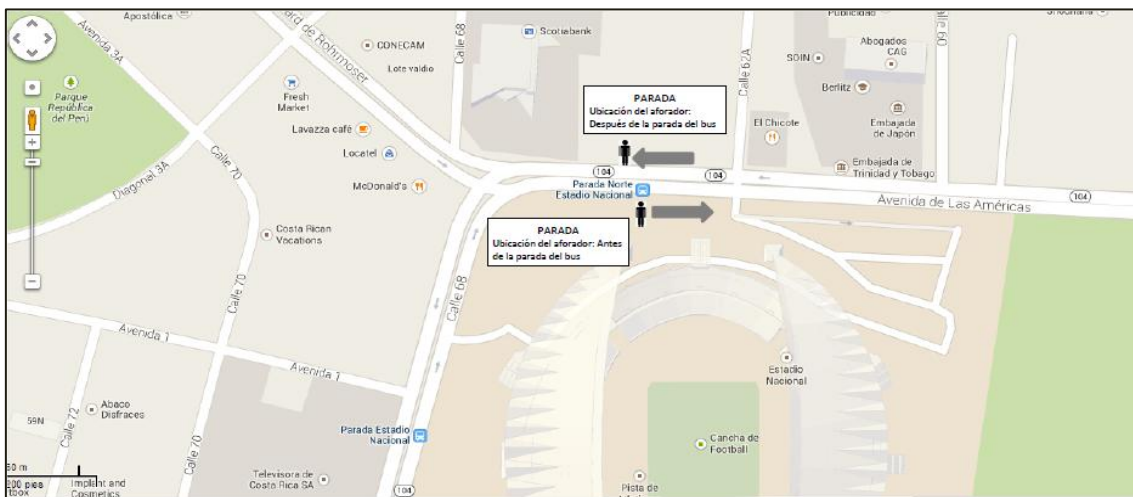 Apostólica
Avenida 3A
ard de Rohrmoser
CONECAM
Lote valdio
Calle 68
Scotiabank
Publicidad
Abogados
CAG
SOIN
Calle 62A
Calle 60
Berlitz
Embajada
de Japón
El Chicote
Embajada de
Trinidad y Tobago
Parque
República
del Perú
Fresh
Market
Lavazza café
Locatel
McDonald's
PARADA
Ubicación del aforador:
Después de la parada del bus
104
104
104
Parada Norte
Estadio Nacional
Avenida de Las Américas
Diagonal 3A
Calle 70
Costa Rican
Vacations
PARADA
Ubicación del aforador: Antes
de la parada del bus
Calle 68
Calle 70
Avenida 1
Avenida 1
Estadio
Nacional
Abaco
Disfraces
59N
Calle 72
Calle 70
Parada Estadio
Nacional
Cancha de
Football
Televisora de
Costa Rica SA
104
Pista de
200 pies
Implant and
Cosmetics